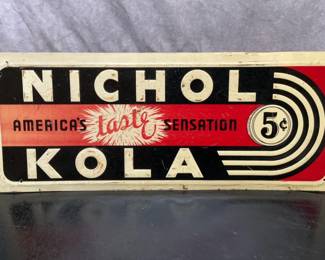 NICHOL
AMERICA'S taste SENSATION 5¢
KOLA